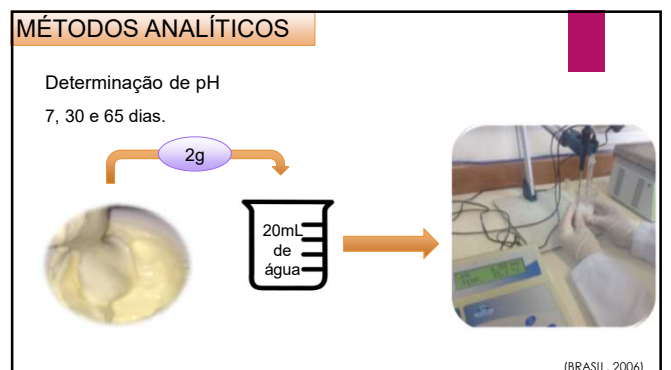 MÉTODOS ANALÍTICOS
Determinação de pH
7, 30 e 65 dias.
2g
20mL
de
água
(BRASIL, 2006)